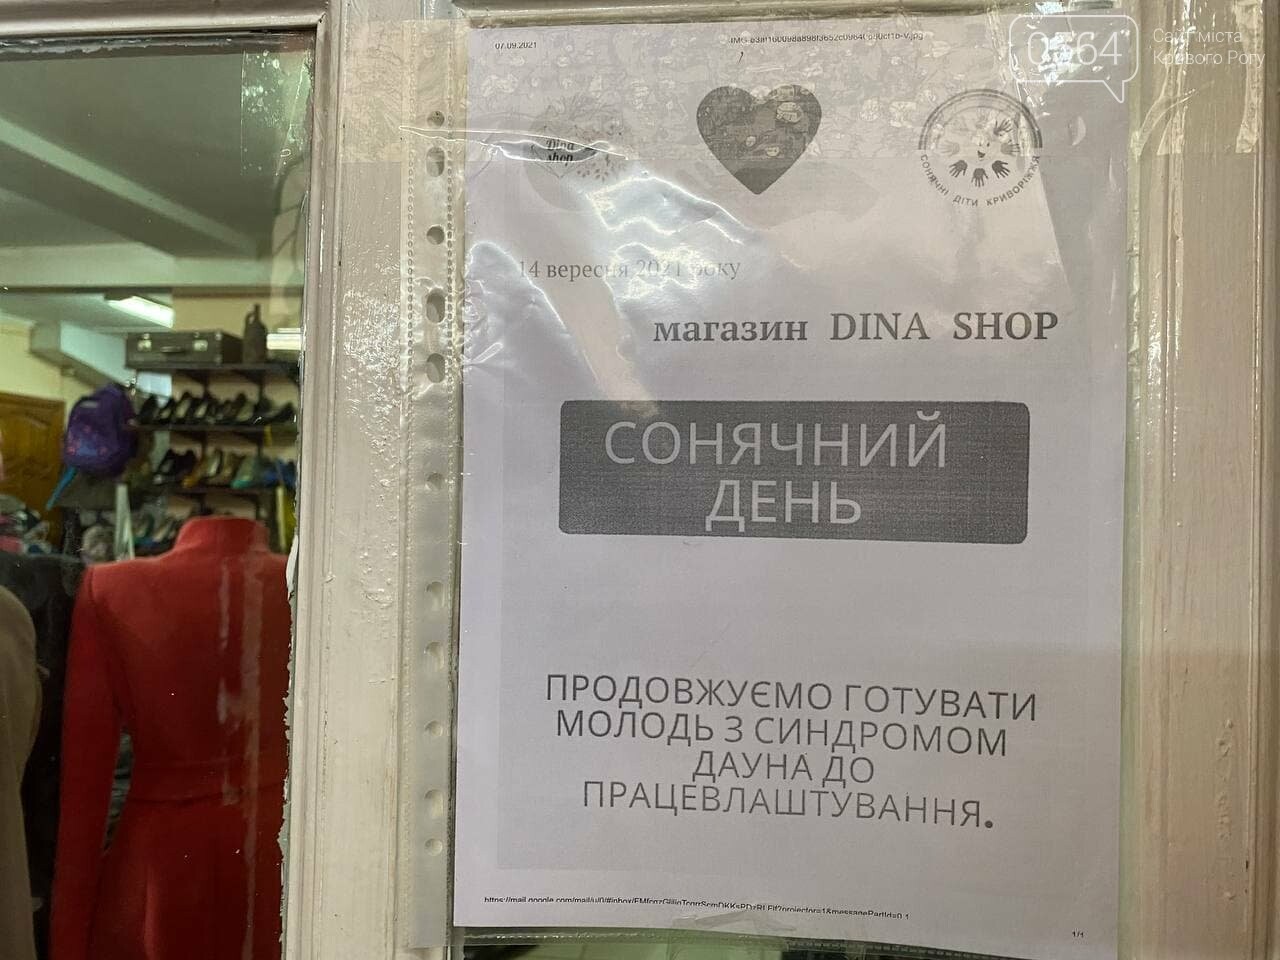 07.09.2021
0564 Сайт міста
Кривого Рогу
Dina
shop
СОНЯЧНІ ДІТИ КРИВОРІЖЖЯ
14 вересня 2021 року
магазин DINA SHOP
СОНЯЧНИЙ
ДЕНЬ
ПРОДОВЖУЄМО ГОТУВАТИ
МОЛОДЬ З СИНДРОМОМ
ДАУНА ДО
ПРАЦЕВЛАШТУВАННЯ.
1/1